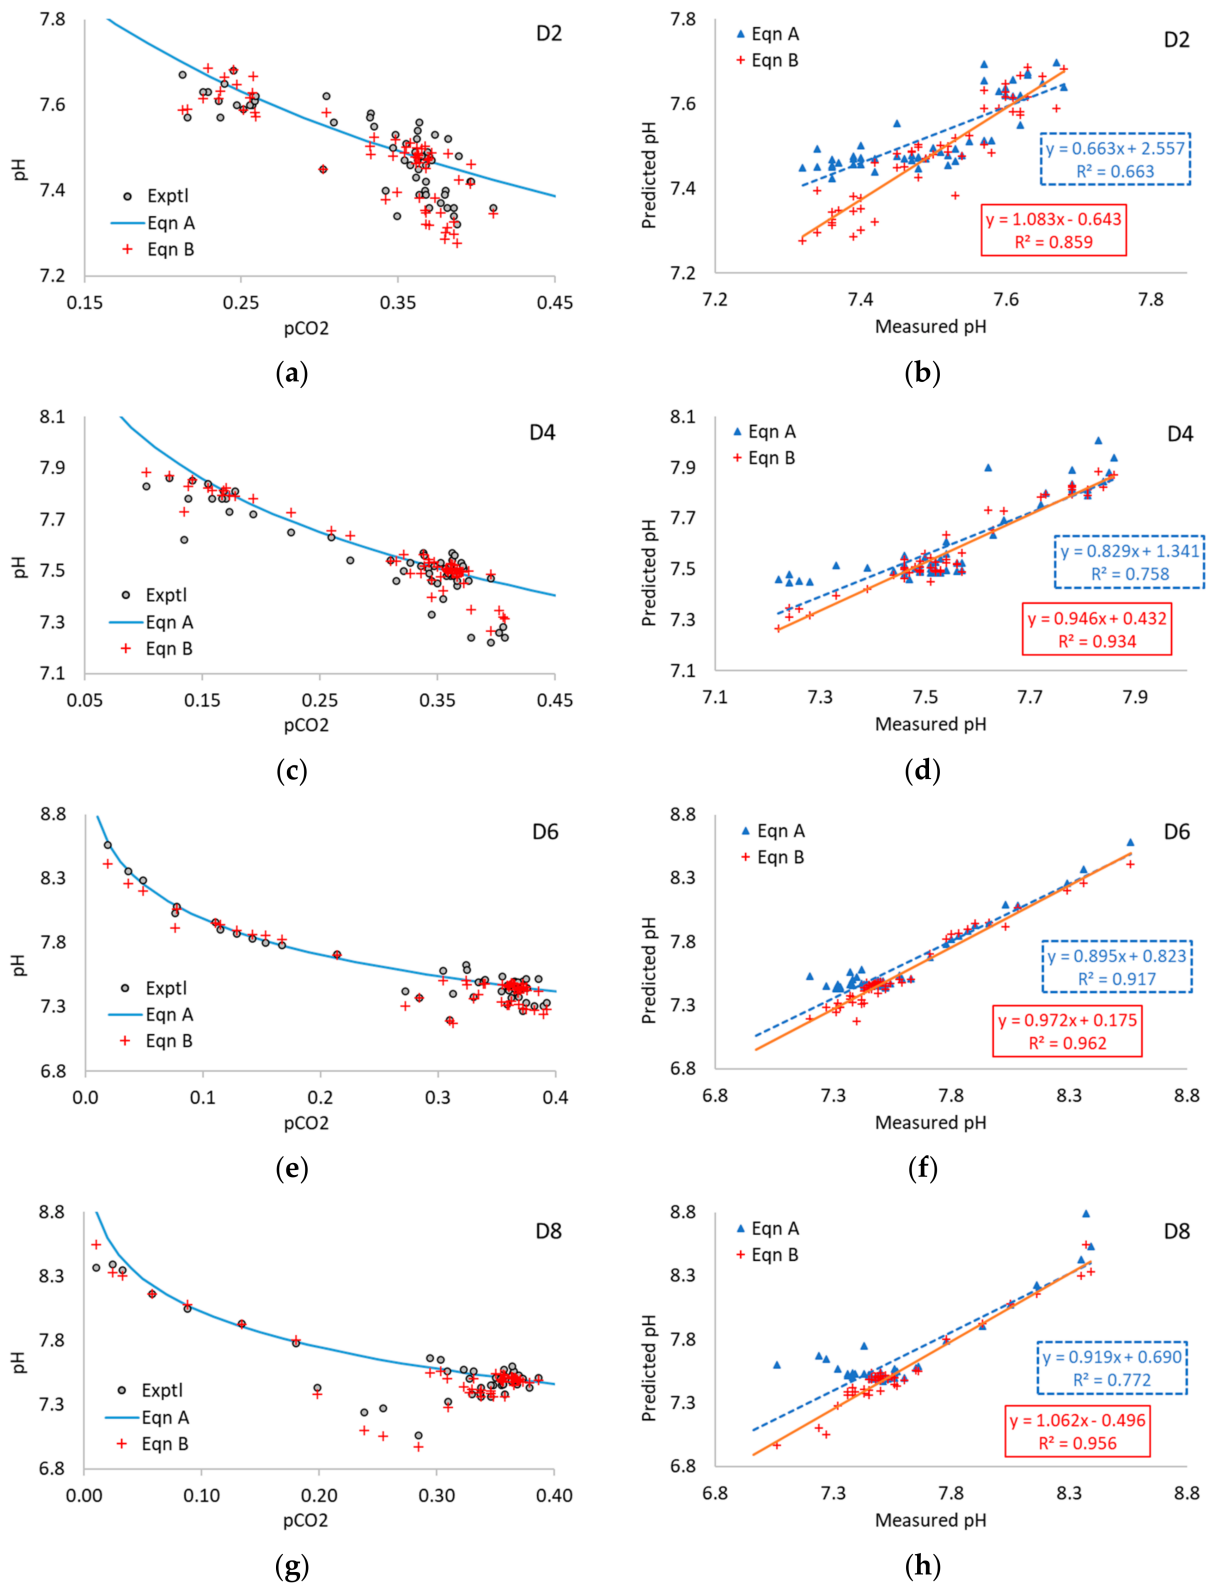 D2
7.8
7.6
7.4
7.2
pH
Exptl
Eqn A
Eqn B
0.15
0.25
0.35
0.45
pCO2
(a)
D2
Eqn A
Eqn B
7.8
7.6
7.4
7.2
Predicted pH
y = 0.663x + 2.557
R² = 0.663
y = 1.083x - 0.643
R² = 0.859
7.2
7.4
7.6
7.8
Measured pH
(b)
D4
8.1
7.9
7.7
7.5
7.3
7.1
pH
Exptl
Eqn A
Eqn B
0.05
0.15
0.25
0.35
0.45
pCO2
(c)
D4
Eqn A
Eqn B
8.1
7.9
7.7
7.5
7.3
7.1
Predicted pH
y = 0.829x + 1.341
R² = 0.758
y = 0.946x + 0.432
R² = 0.934
7.1
7.3
7.5
7.7
7.9
Measured pH
(d)
D6
8.8
8.3
7.8
7.3
6.8
pH
Exptl
Eqn A
Eqn B
0.0
0.1
0.2
0.3
0.4
pCO2
(e)
D6
Eqn A
Eqn B
8.8
8.3
7.8
7.3
6.8
Predicted pH
y = 0.895x + 0.823
R² = 0.917
y = 0.972x + 0.175
R² = 0.962
6.8
7.3
7.8
8.3
8.8
Measured pH
(f)
D8
8.8
8.3
7.8
7.3
6.8
pH
Exptl
Eqn A
Eqn B
0.00
0.10
0.20
0.30
0.40
pCO2
(g)
D8
Eqn A
Eqn B
8.8
8.3
7.8
7.3
6.8
Predicted pH
y = 0.919x + 0.690
R² = 0.772
y = 1.062x - 0.496
R² = 0.956
6.8
7.3
7.8
8.3
8.8
Measured pH
(h)